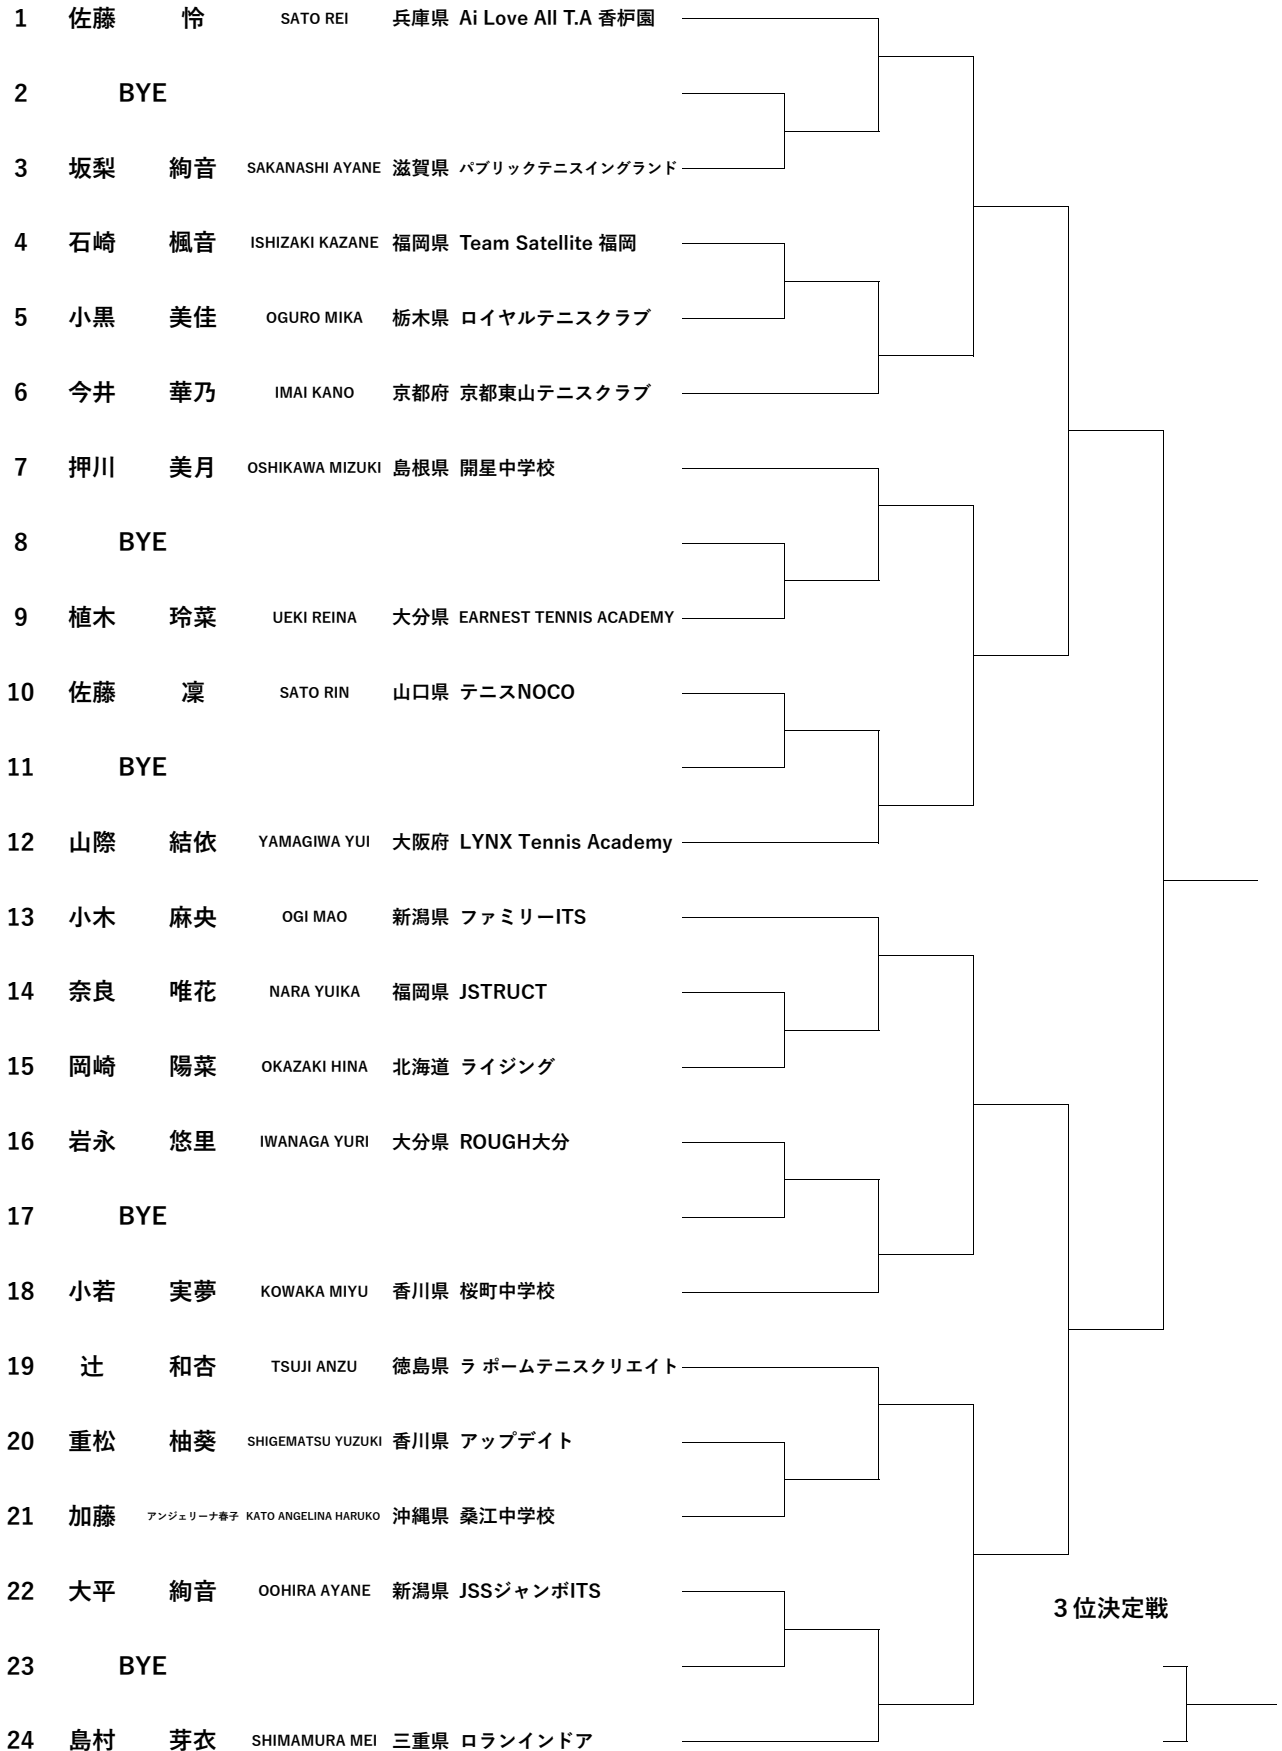 1 佐藤 怜 SATO REI 兵庫県 Ai Love All T.A 香枦園
2 BYE
3 坂梨 絢音 SAKANASHI AYANE 滋賀県 パブリックテニスイングランド
4 石崎 楓音 ISHIZAKI KAZANE 福岡県 Team Satellite 福岡
5 小黒 美佳 OGURO MIKA 栃木県 ロイヤルテニスクラブ
6 今井 華乃 IMAI KANO 京都府 京都東山テニスクラブ
7 押川 美月 OSHIKAWA MIZUKI 島根県 開星中学校
8 BYE
9 植木 玲菜 UEKI REINA 大分県 EARNEST TENNIS ACADEMY
10 佐藤 凜 SATO RIN 山口県 テニスNOCO
11 BYE
12 山際 結依 YAMAGIWA YUI 大阪府 LYNX Tennis Academy
13 小木 麻央 OGI MAO 新潟県 ファミリーITS
14 奈良 唯花 NARA YUIKA 福岡県 JSTRUCT
15 岡崎 陽菜 OKAZAKI HINA 北海道 ライジング
16 岩永 悠里 IWANAGA YURI 大分県 ROUGH大分
17 BYE
18 小若 実夢 KOWAKA MIYU 香川県 桜町中学校
19 辻 和杏 TSUJI ANZU 徳島県 ラ ポームテニスクリエイト
20 重松 柚葵 SHIGEMATSU YUZUKI 香川県 アップデイト
21 加藤 アンジェリーナ春子 KATO ANGELINA HARUKO 沖縄県 桑江中学校
22 大平 絢音 OOHIRA AYANE 新潟県 JSSジャンボITS
３位決定戦
23 BYE
24 島村 芽衣 SHIMAMURA MEI 三重県 ロランインドア